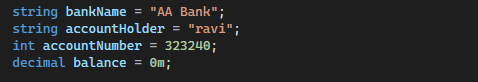 string bankName = "AA Bank";
string accountHolder = "ravi";
int accountNumber = 323240;
decimal balance = 0m;